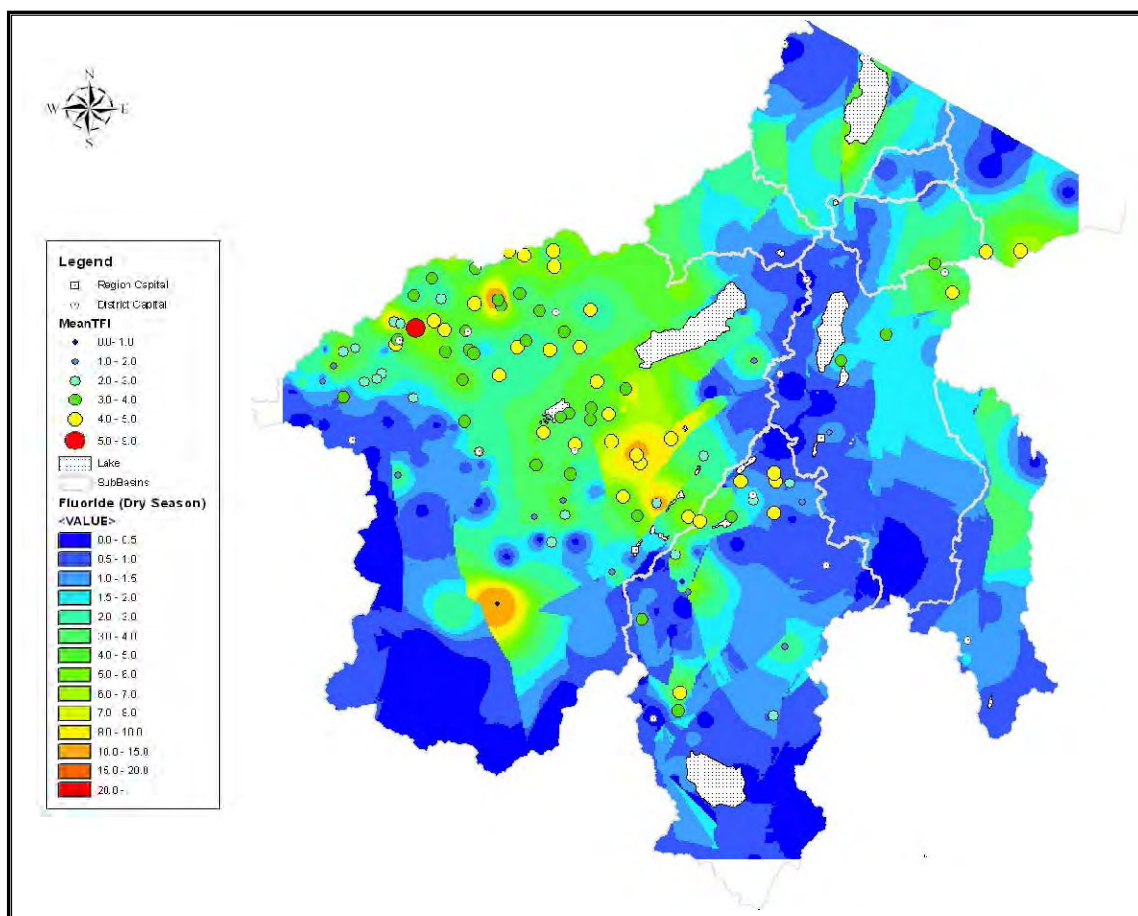 N
W E
S
Legend
Region Capital
District Capital
MeanTFI
0.0 - 1.0
1.0 - 2.0
2.0 - 3.0
3.0 - 4.0
4.0 - 5.0
5.0 - 9.0
Lake
SubBasins
Fluoride (Dry Season)
<VALUE>
0.0 - 0.5
0.5 - 1.0
1.0 - 1.5
1.5 - 2.0
2.0 - 3.0
3.0 - 4.0
4.0 - 5.0
5.0 - 6.0
6.0 - 7.0
7.0 - 8.0
8.0 - 10.0
10.0 - 15.0
15.0 - 20.0
20.0 -